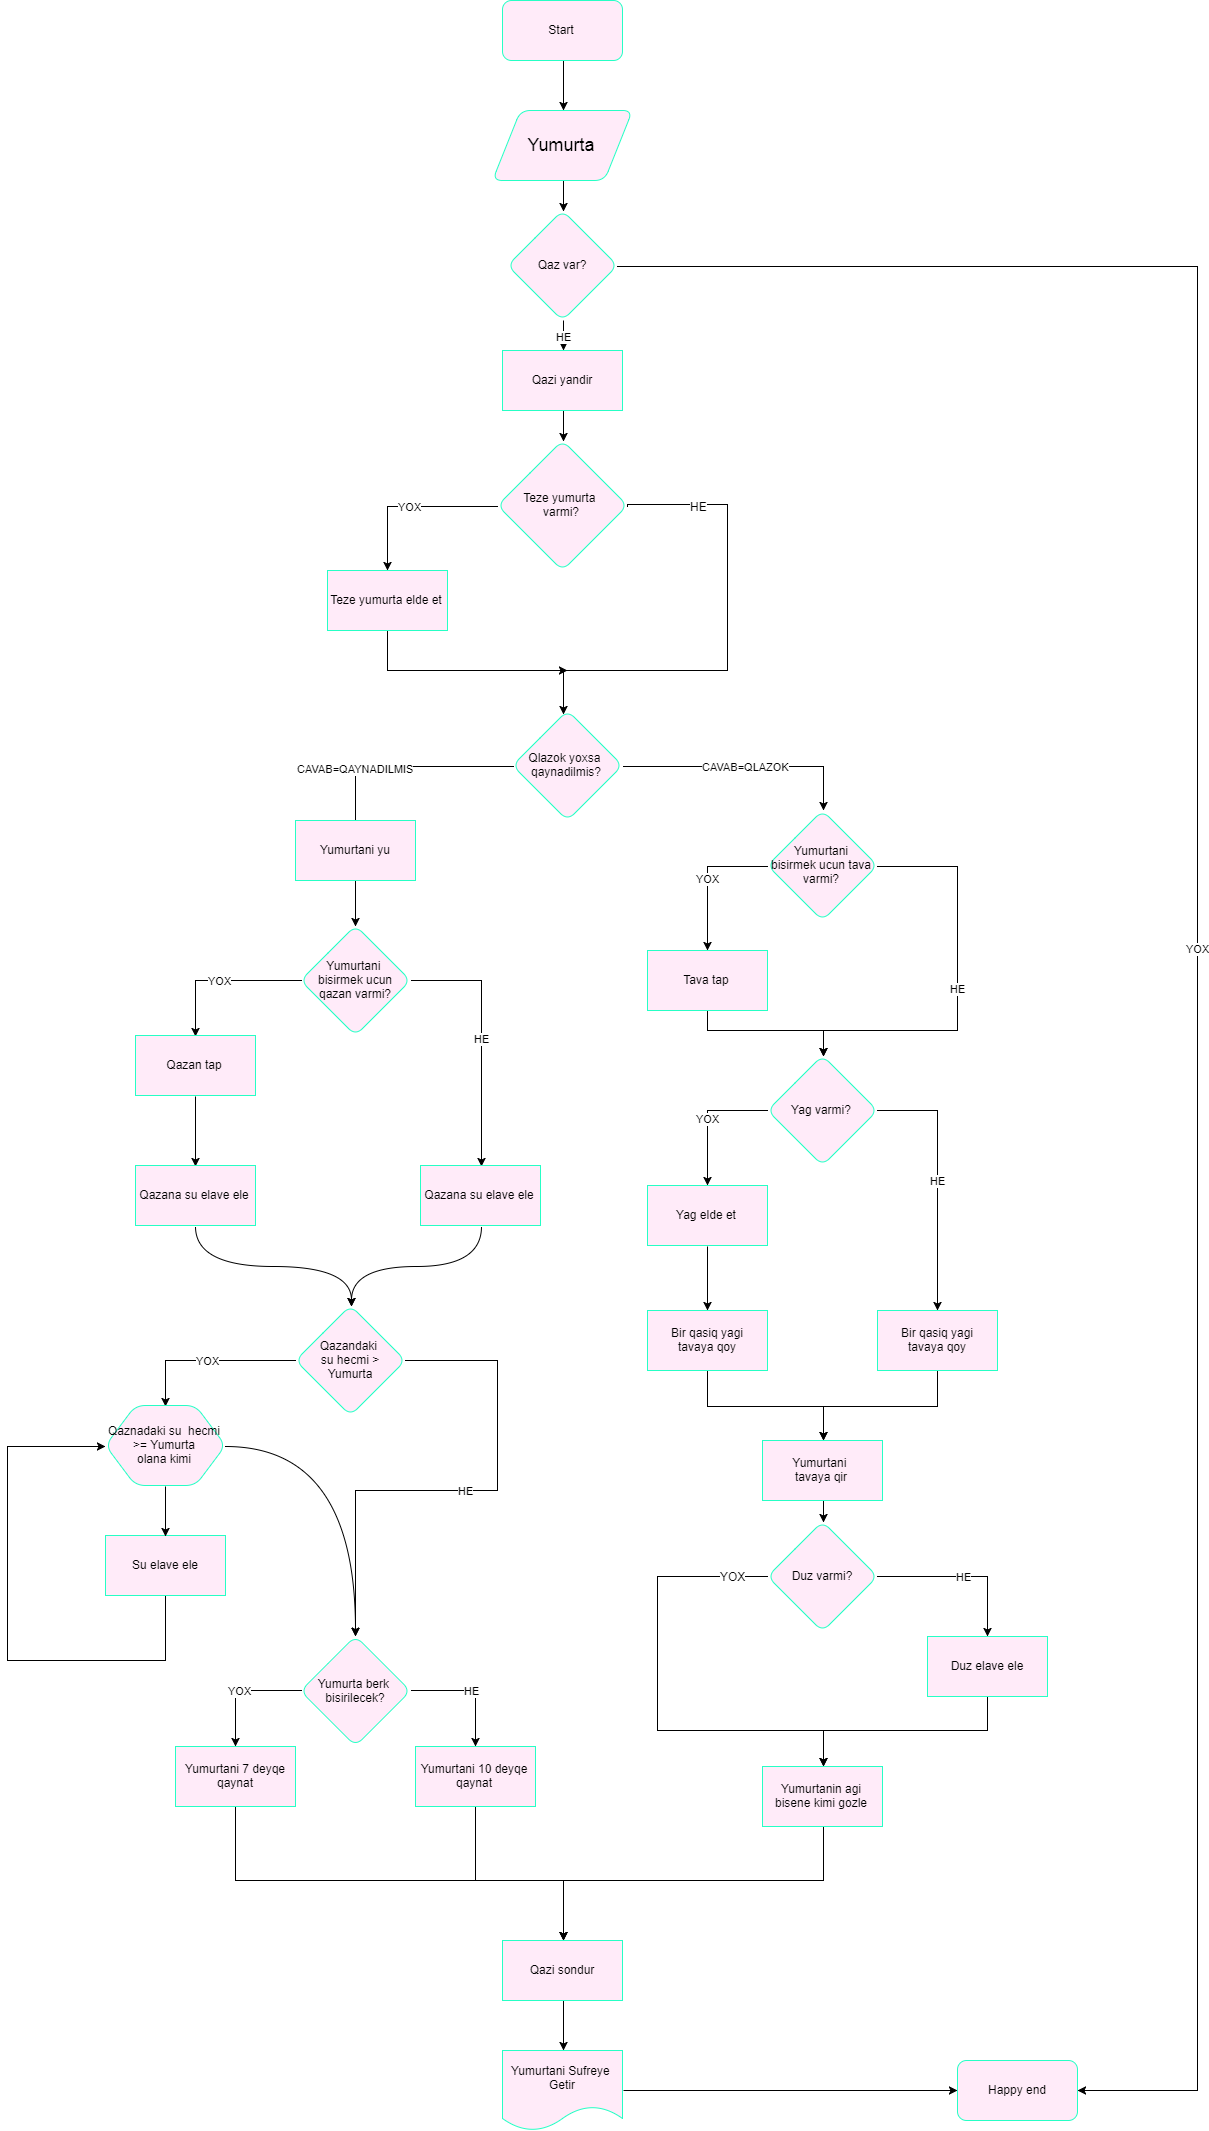 Start
Yumurta
Qaz var?
HE
Qazi yandir
Teze yumurta
varmi?
YOX
HE
Teze yumurta elde et
Qlazok yoxsa
qaynadilmis?
CAVAB=QAYNADILMIS
CAVAB=QLAZOK
Yumurtani yu
Yumurtani
bisirmek ucun tava
varmi?
YOX
HE
Tava tap
Yumurtani
bisirmek ucun
qazan varmi?
YOX
HE
Qazan tap
Qazana su elave ele
Qazana su elave ele
Yag varmi?
YOX
HE
Yag elde et
Bir qasiq yagi
tavaya qoy
Bir qasiq yagi
tavaya qoy
Qazandaki
su hecmi >
Yumurta
YOX
HE
Qaznadaki su hecmi
>= Yumurta
olana kimi
Su elave ele
Yumurtani
tavaya qir
Duz varmi?
YOX
HE
Duz elave ele
Yumurta berk
bisirilecek?
YOX
HE
Yumurtani 7 deyqe
qaynat
Yumurtani 10 deyqe
qaynat
Yumurtanin agi
bisene kimi gozle
YOX
Qazi sondur
Yumurtani Sufreye
Getir
Happy end